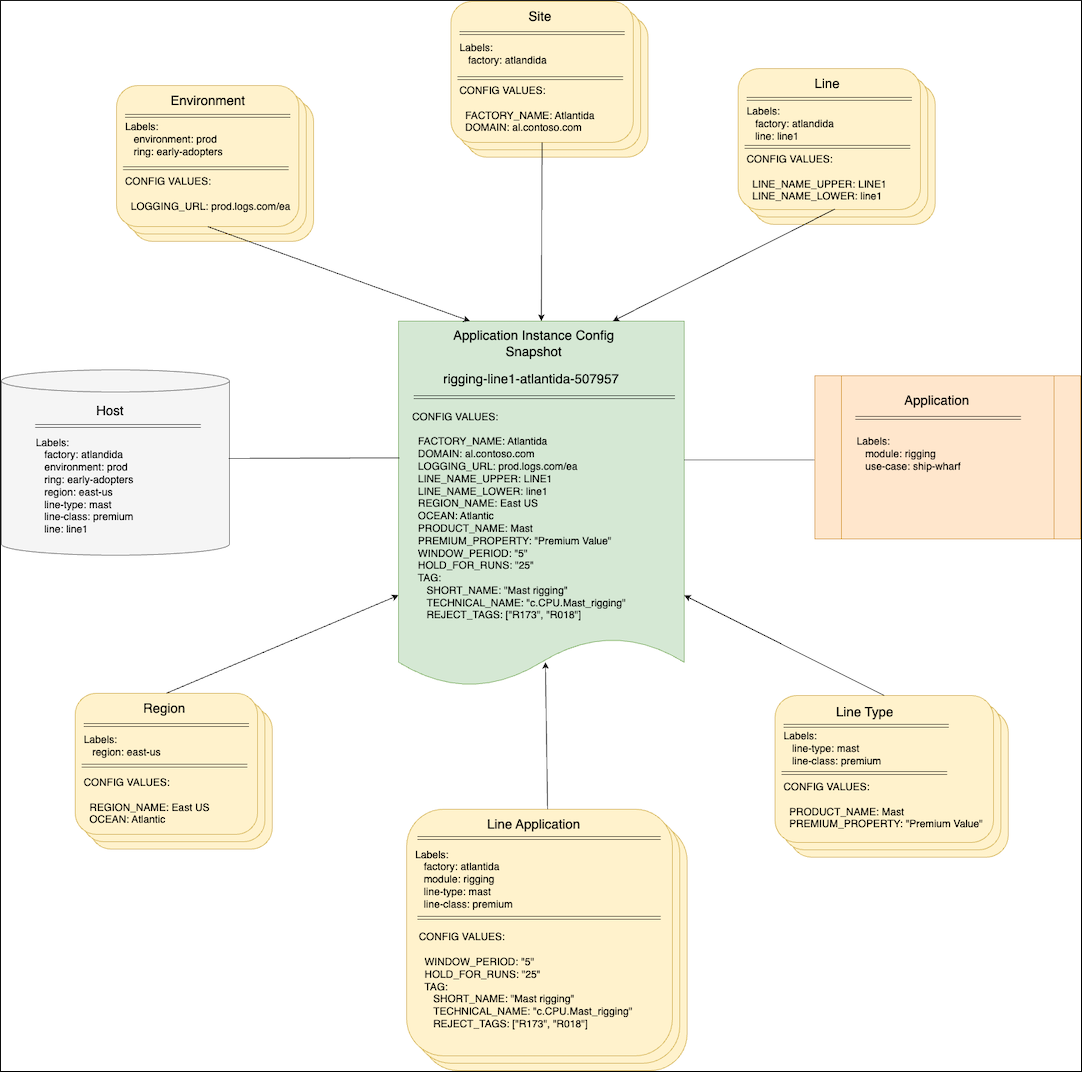 Site
Labels:
factory: atlandida
CONFIG VALUES:
FACTORY_NAME: Atlantida
DOMAIN: al.contoso.com
Environment
Labels:
environment: prod
ring: early-adopters
CONFIG VALUES:
LOGGING_URL: prod.logs.com/ea
Line
Labels:
factory: atlandida
line: line1
CONFIG VALUES:
LINE_NAME_UPPER: LINE1
LINE_NAME_LOWER: line1
Application Instance Config
Snapshot
rigging-line1-atlantida-507957
CONFIG VALUES:
FACTORY_NAME: Atlantida
DOMAIN: al.contoso.com
LOGGING_URL: prod.logs.com/ea
LINE_NAME_UPPER: LINE1
LINE_NAME_LOWER: line1
REGION_NAME: East US
OCEAN: Atlantic
PRODUCT_NAME: Mast
PREMIUM_PROPERTY: "Premium Value"
WINDOW_PERIOD: "5"
HOLD_FOR_RUNS: "25"
TAG:
SHORT_NAME: "Mast rigging"
TECHNICAL_NAME: "c.CPU.Mast_rigging"
REJECT_TAGS: ["R173", "R018"]
Host
Labels:
factory: atlandida
environment: prod
ring: early-adopters
region: east-us
line-type: mast
line-class: premium
line: line1
Application
Labels:
module: rigging
use-case: ship-wharf
Region
Labels:
region: east-us
CONFIG VALUES:
REGION_NAME: East US
OCEAN: Atlantic
Line Type
Labels:
line-type: mast
line-class: premium
CONFIG VALUES:
PRODUCT_NAME: Mast
PREMIUM_PROPERTY: "Premium Value"
Line Application
Labels:
factory: atlantida
module: rigging
line-type: mast
line-class: premium
CONFIG VALUES:
WINDOW_PERIOD: "5"
HOLD_FOR_RUNS: "25"
TAG:
SHORT_NAME: "Mast rigging"
TECHNICAL_NAME: "c.CPU.Mast_rigging"
REJECT_TAGS: ["R173", "R018"]